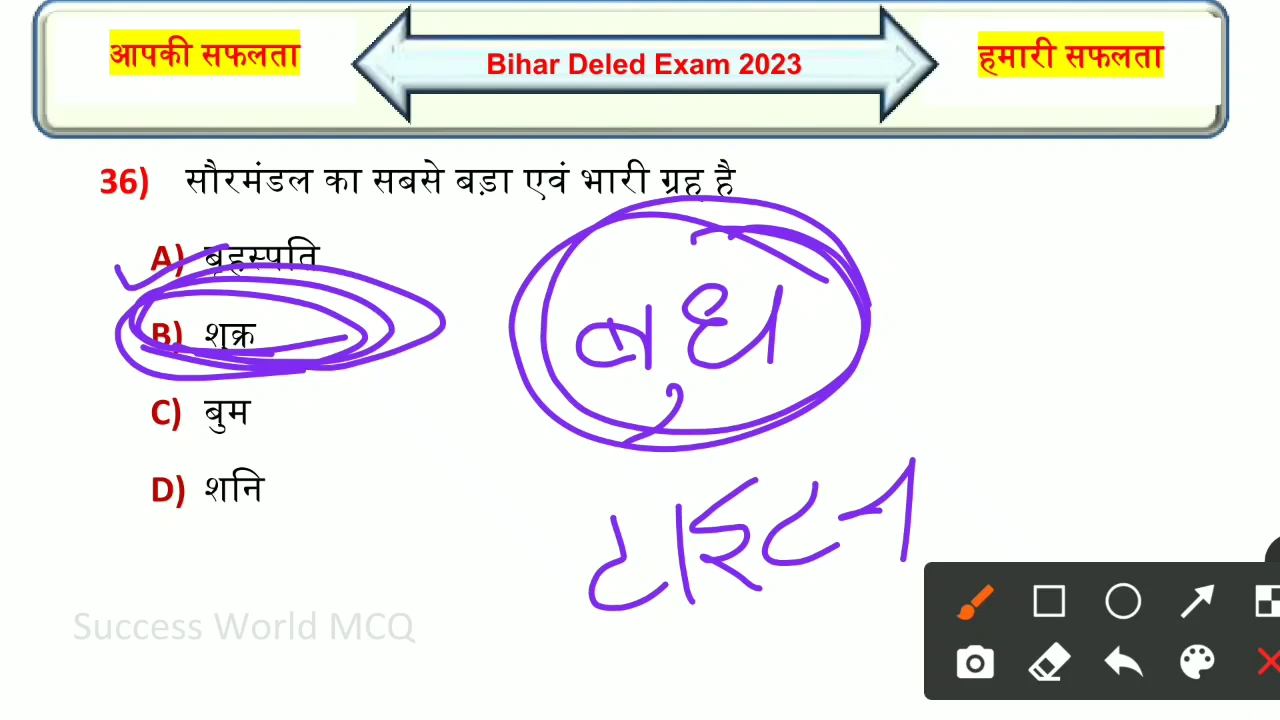 आपकी सफलता
Bihar Deled Exam 2023
हमारी सफलता
36) सौरमंडल का सबसे बड़ा एवं भारी ग्रह है
A) बृहस्पति
B) शुक्र
C) बुम
D) शनि
बुध
टाइटन
Success World MCQ